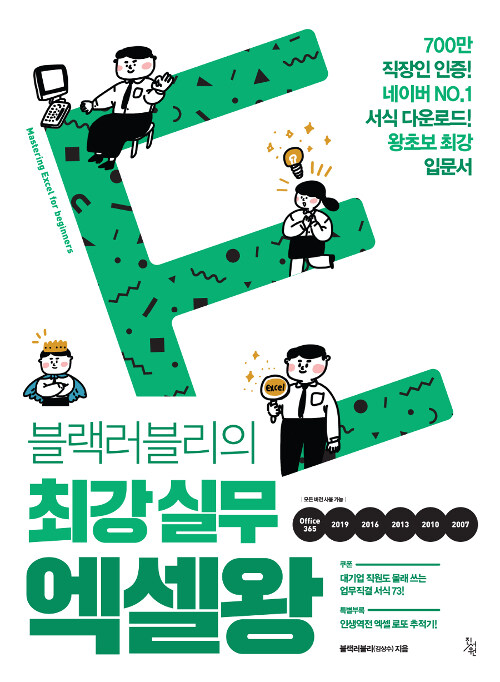 700만
직장인 인증!
네이버 NO.1
서식 다운로드!
왕초보 최강
입문서
Mastering Excel for beginners
Excel
블랙러블리의
최강 실무
엑셀왕
| 모든 버전 사용 가능 |
Office 365 2019 2016 2013 2010 2007
쿠폰
대기업 직원도 몰래 쓰는
업무직결 서식 73!
특별부록
인생역전 엑셀 로또 추적기!
블랙러블리(김상수) 지음
진서원